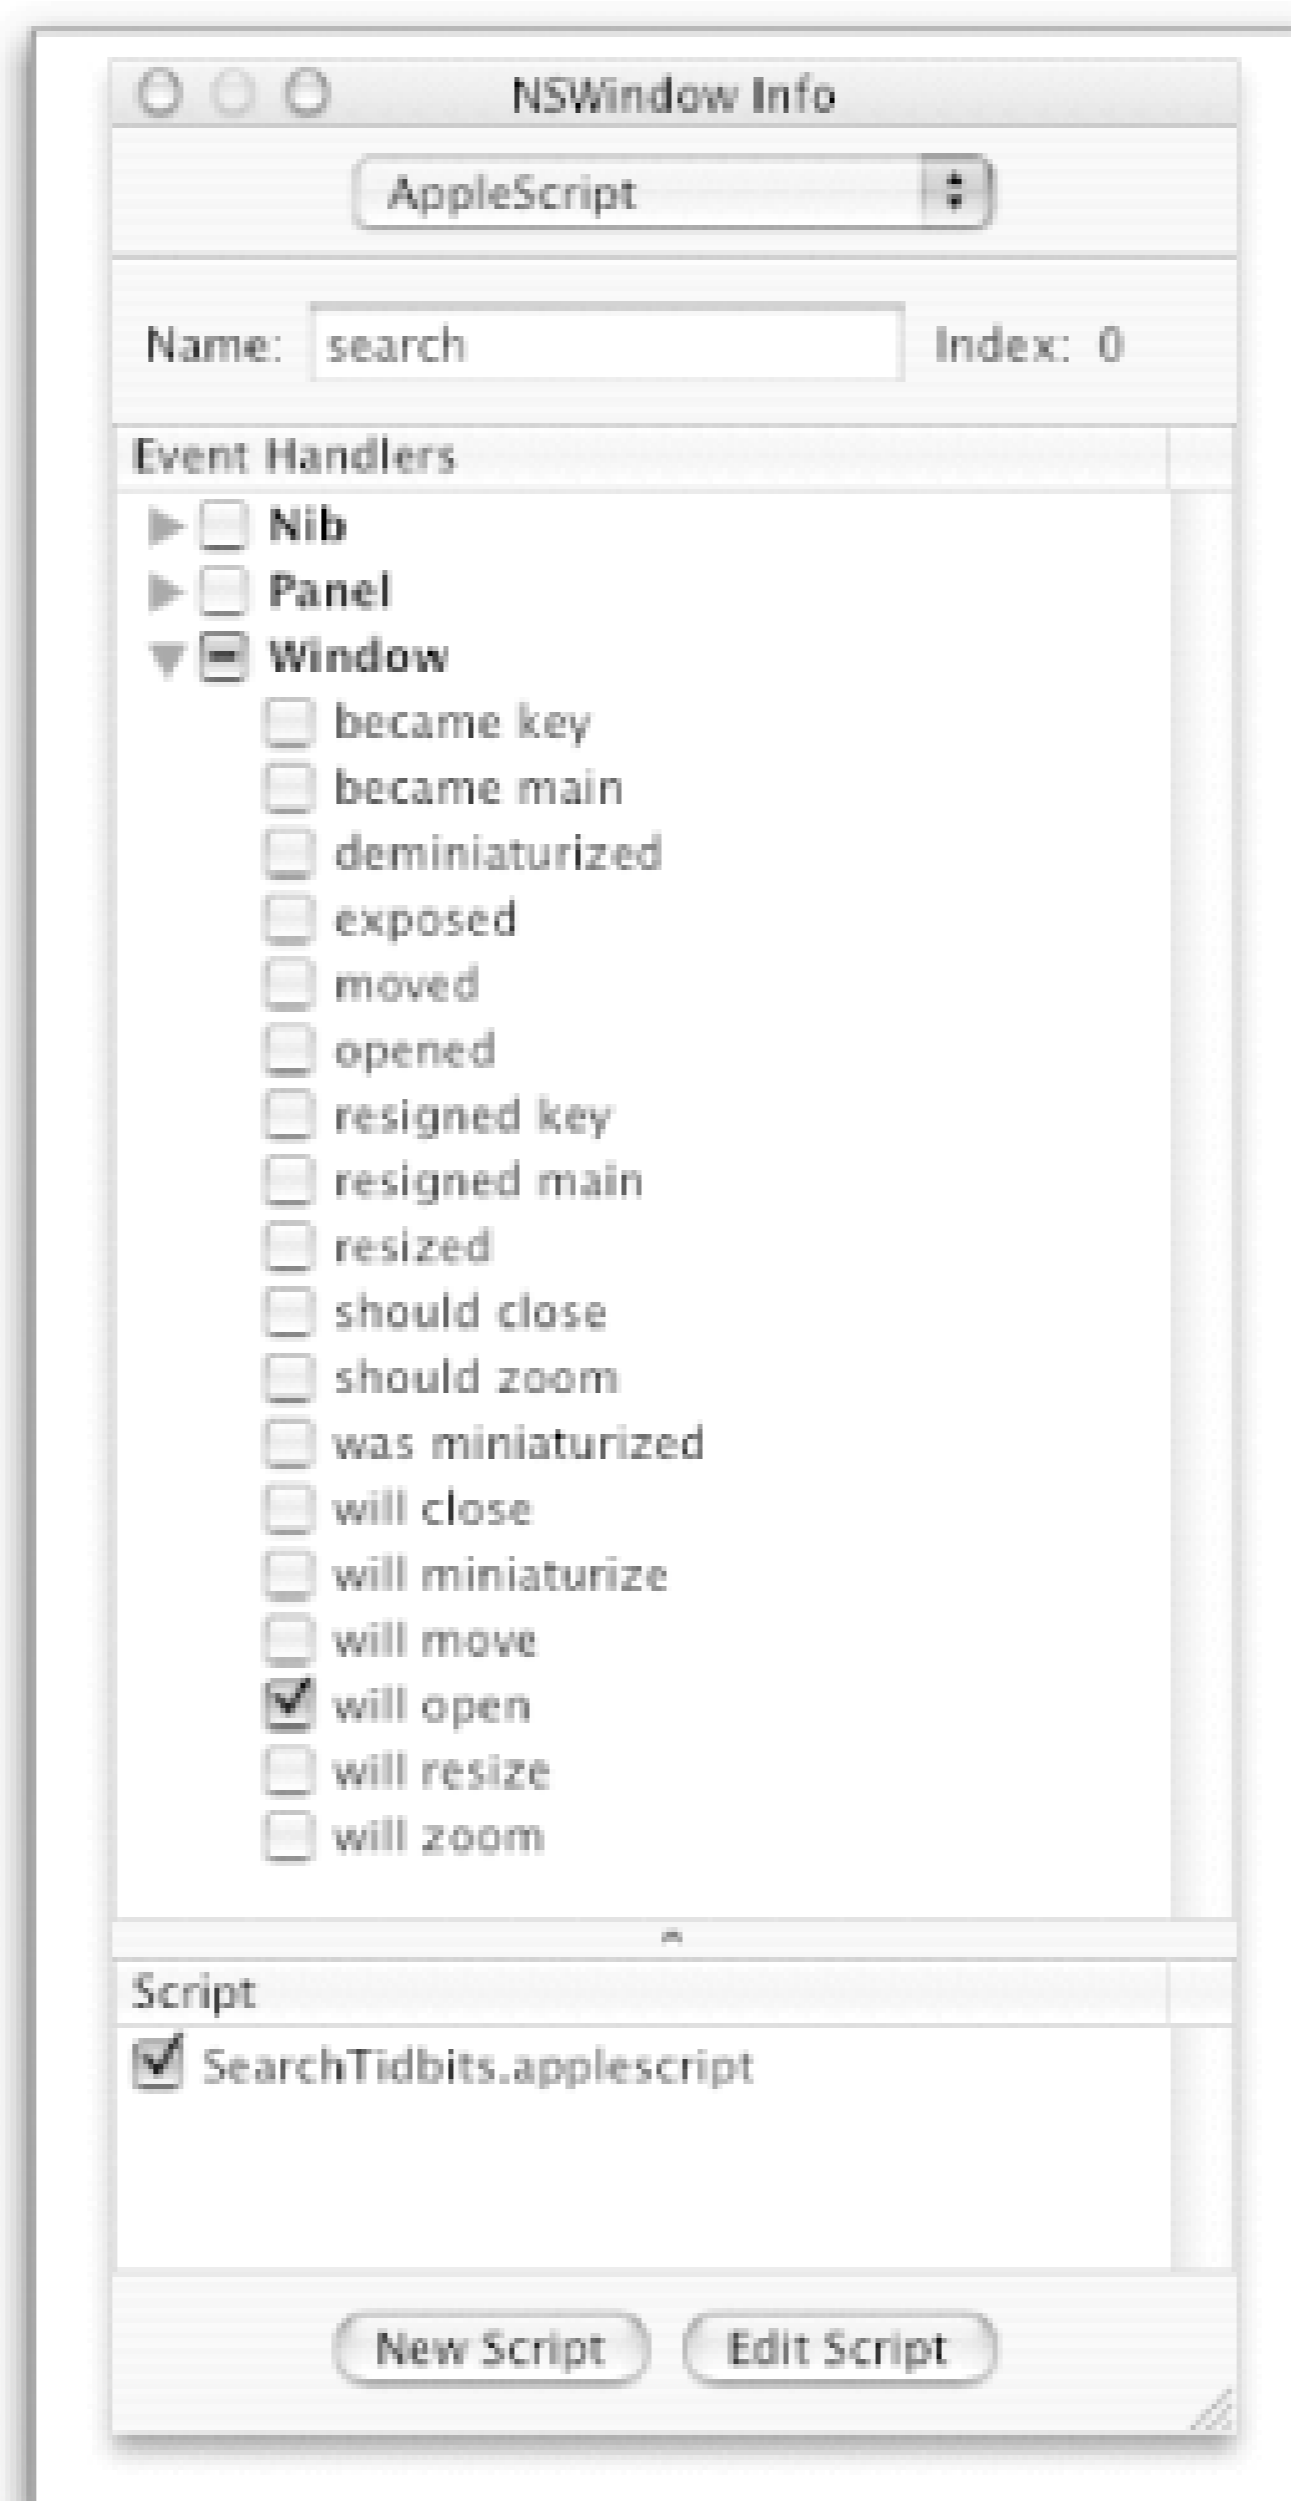 NSWindow Info
AppleScript
Name: search Index: 0
Event Handlers
Nib
Panel
Window
became key
became main
deminiaturized
exposed
moved
opened
resigned key
resigned main
resized
should close
should zoom
was miniaturized
will close
will miniaturize
will move
will open
will resize
will zoom
Script
SearchTidbits.applescript
New Script Edit Script